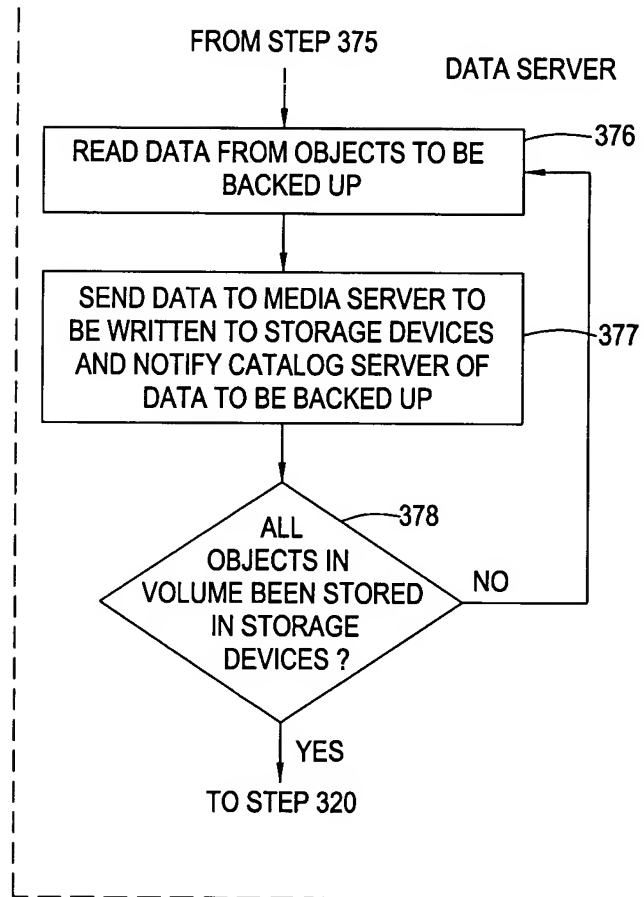 FROM STEP 375
DATA SERVER
376
READ DATA FROM OBJECTS TO BE
BACKED UP
SEND DATA TO MEDIA SERVER TO
BE WRITTEN TO STORAGE DEVICES
AND NOTIFY CATALOG SERVER OF
DATA TO BE BACKED UP
377
378
ALL
OBJECTS IN
VOLUME BEEN STORED
IN STORAGE
DEVICES ?
NO
YES
TO STEP 320